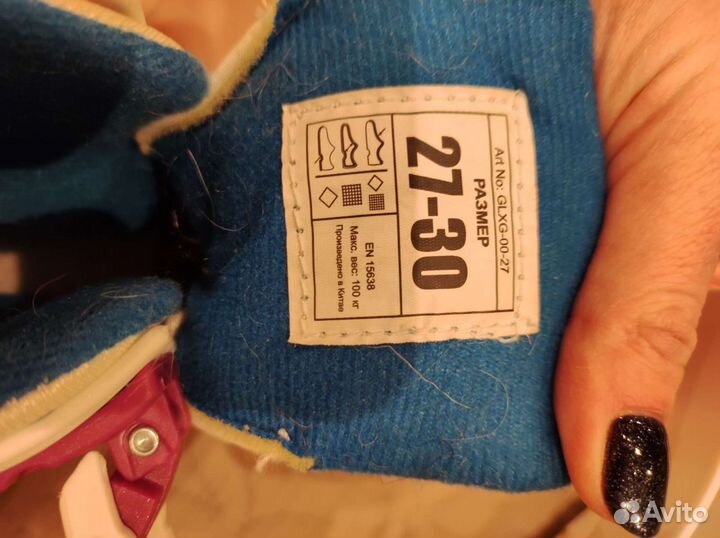 Art No: GLXG-00-27
РАЗМЕР
27-30
EN 15638
Макс. вес: 100 кг
Произведено в Китае
Avito